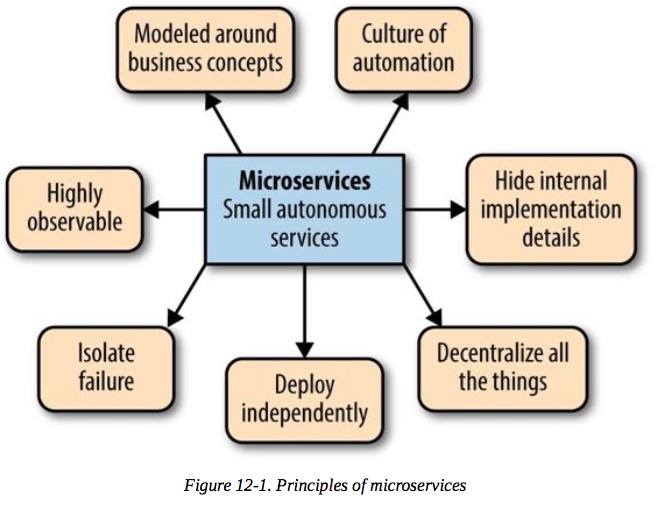 Modeled around
business concepts
Culture of
automation
Highly
observable
Microservices
Small autonomous
services
Hide internal
implementation
details
Isolate
failure
Deploy
independently
Decentralize all
the things
Figure 12-1. Principles of microservices